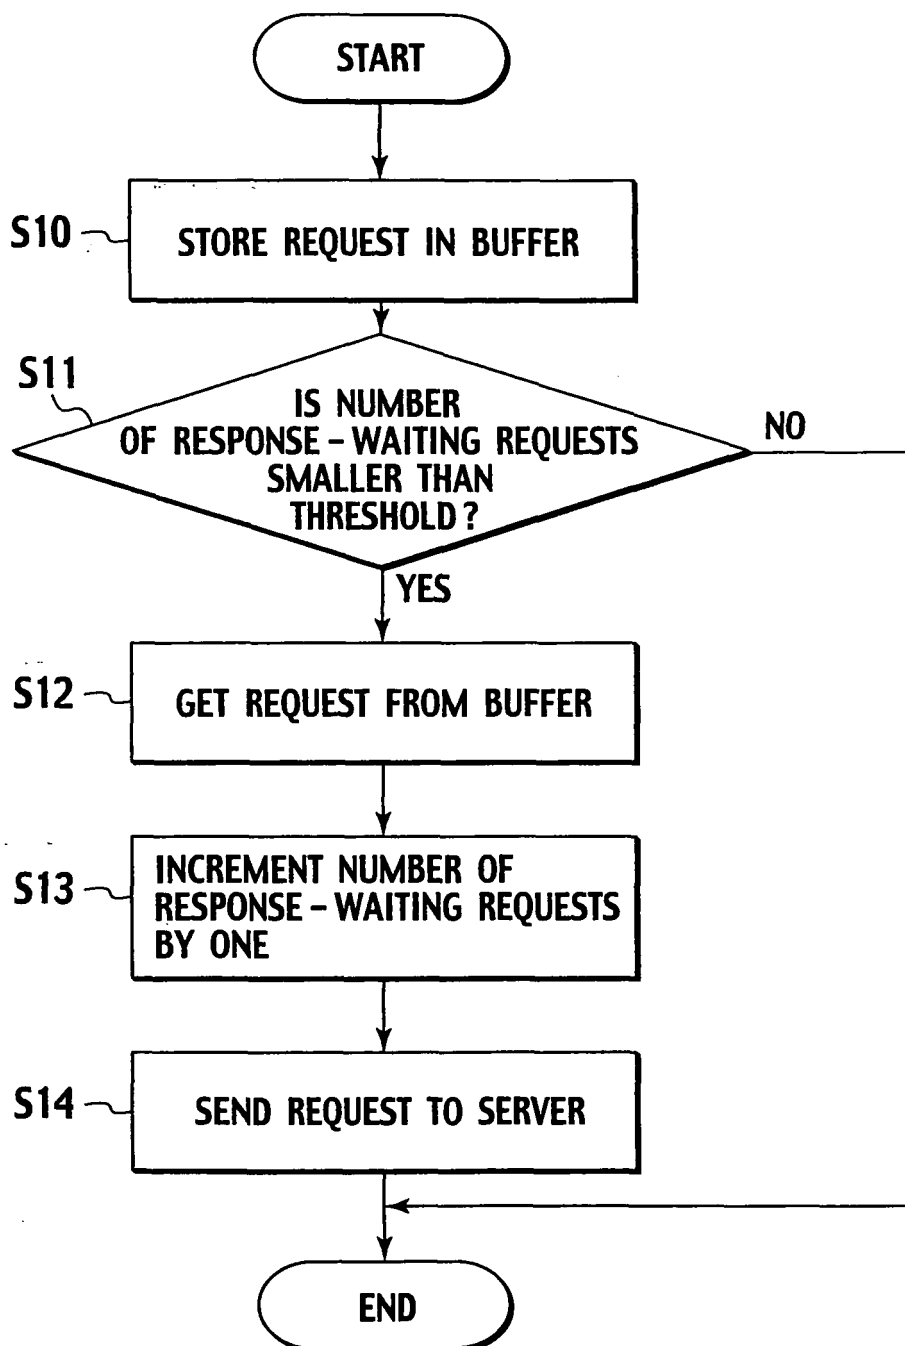 START
S10
STORE REQUEST IN BUFFER
S11
IS NUMBER
OF RESPONSE-WAITING REQUESTS
SMALLER THAN
THRESHOLD?
NO
YES
S12
GET REQUEST FROM BUFFER
S13
INCREMENT NUMBER OF
RESPONSE-WAITING REQUESTS
BY ONE
S14
SEND REQUEST TO SERVER
END